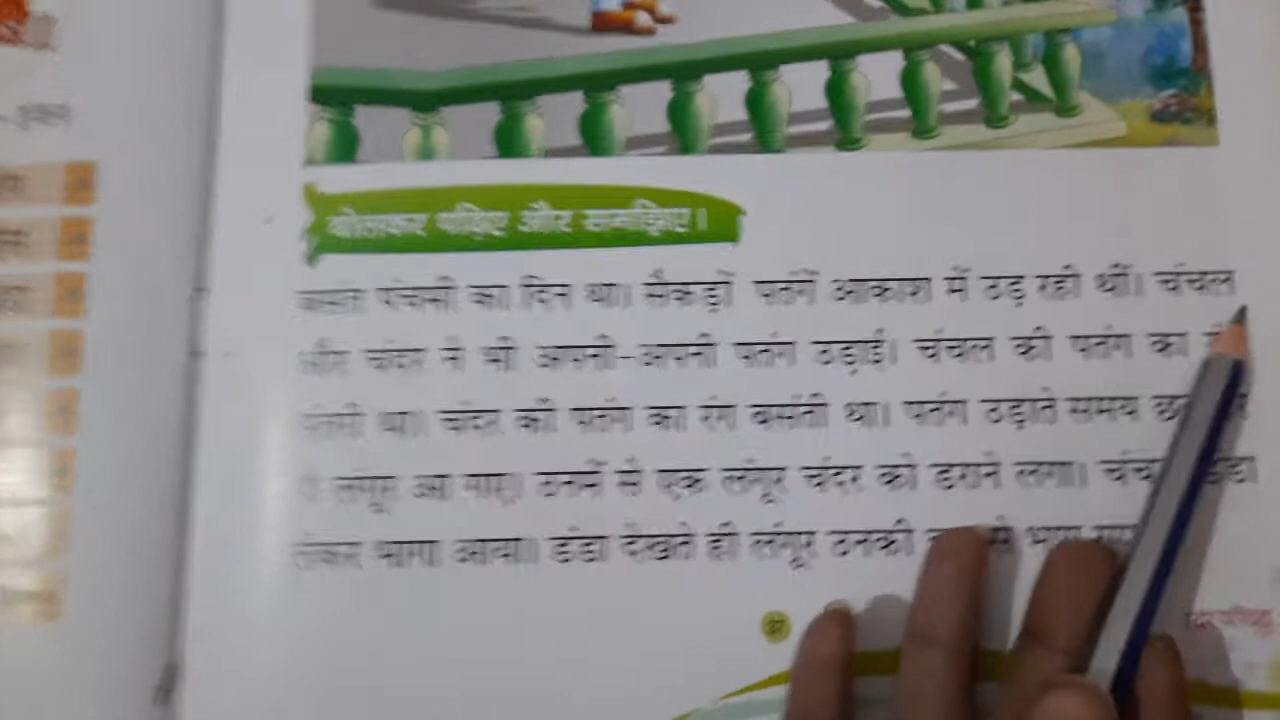 बोलकर पढ़िए और समझिए।
बसंत पंचमी का दिन था। सैकड़ों पतंगें आकाश में उड़ रही थीं। चंचल
और चंदर ने भी अपनी-अपनी पतंग उड़ाई। चंचल की पतंग का
था। चंदर की पतंग का रंग बसंती था। पतंग उड़ाते समय
लंगूर आ गए। उनमें से एक लंगूर चंदर को डराने लगा। डंडा
लेकर भागा आया। डंडा देखते ही लंगूर उनकी से भाग